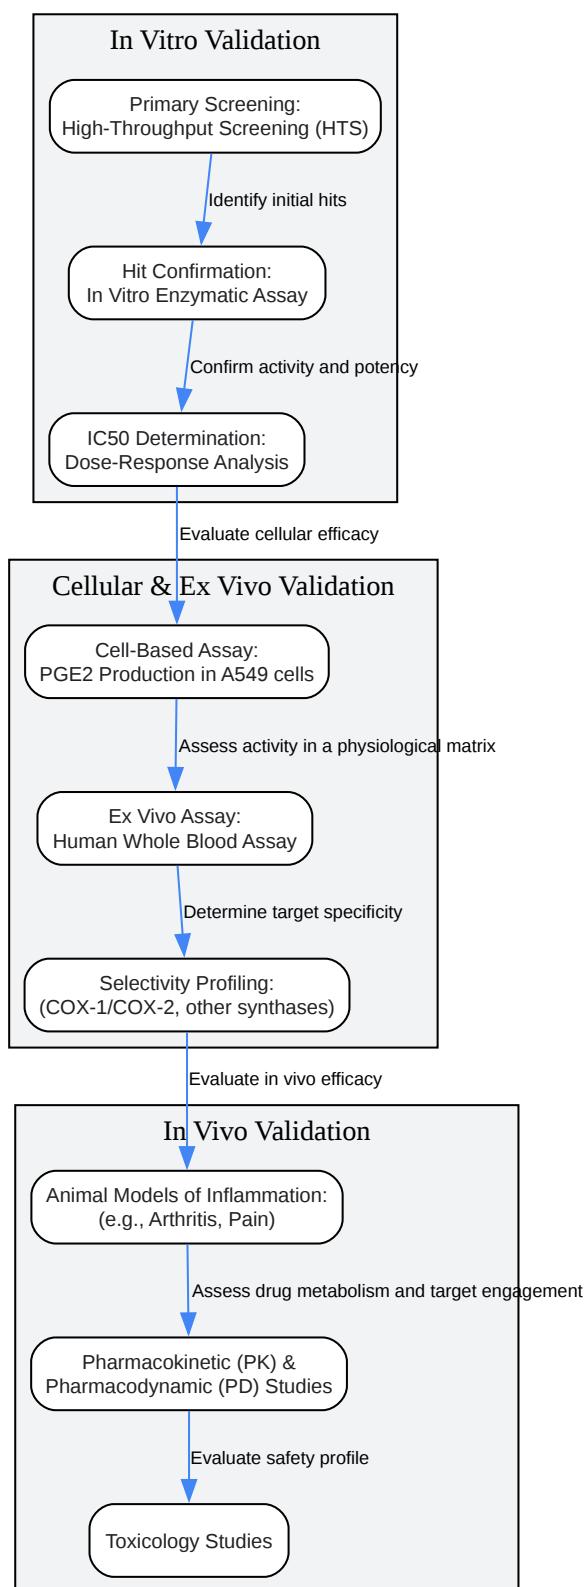 In Vitro Validation
Primary Screening:
High-Throughput Screening (HTS)
Identify initial hits
Hit Confirmation:
In Vitro Enzymatic Assay
Confirm activity and potency
IC50 Determination:
Dose-Response Analysis
Evaluate cellular efficacy
Cellular & Ex Vivo Validation
Cell-Based Assay:
PGE2 Production in A549 cells
Assess activity in a physiological matrix
Ex Vivo Assay:
Human Whole Blood Assay
Determine target specificity
Selectivity Profiling:
(COX-1/COX-2, other synthases)
Evaluate in vivo efficacy
In Vivo Validation
Animal Models of Inflammation:
(e.g., Arthritis, Pain)
Assess drug metabolism and target engagement
Pharmacokinetic (PK) &
Pharmacodynamic (PD) Studies
Evaluate safety profile
Toxicology Studies